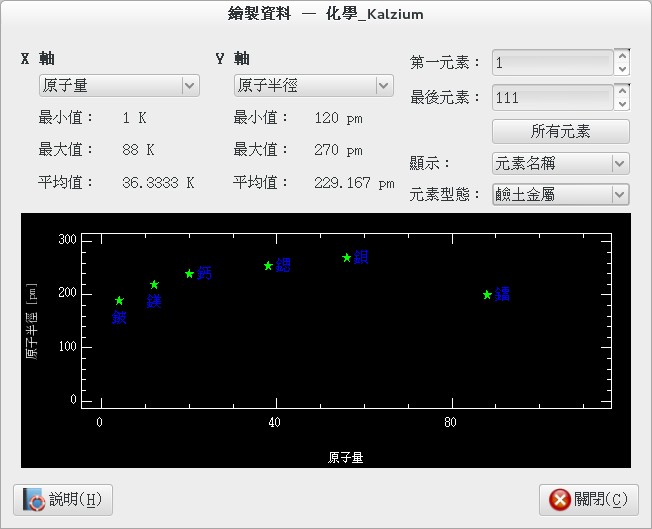 繪製資料 — 化學_Kalzium
X 軸
原子量
最小值： 1 K
最大值： 88 K
平均值： 36.3333 K
Y 軸
原子半徑
最小值： 120 pm
最大值： 270 pm
平均值： 229.167 pm
第一元素： 1
最後元素： 111
所有元素
顯示： 元素名稱
元素型態： 鹼土金屬
原子半徑 [pm]
300
200
100
0
鈹
鎂
鈣
鍶
鋇
鐳
0 40 80
原子量
說明(H)
關閉(C)